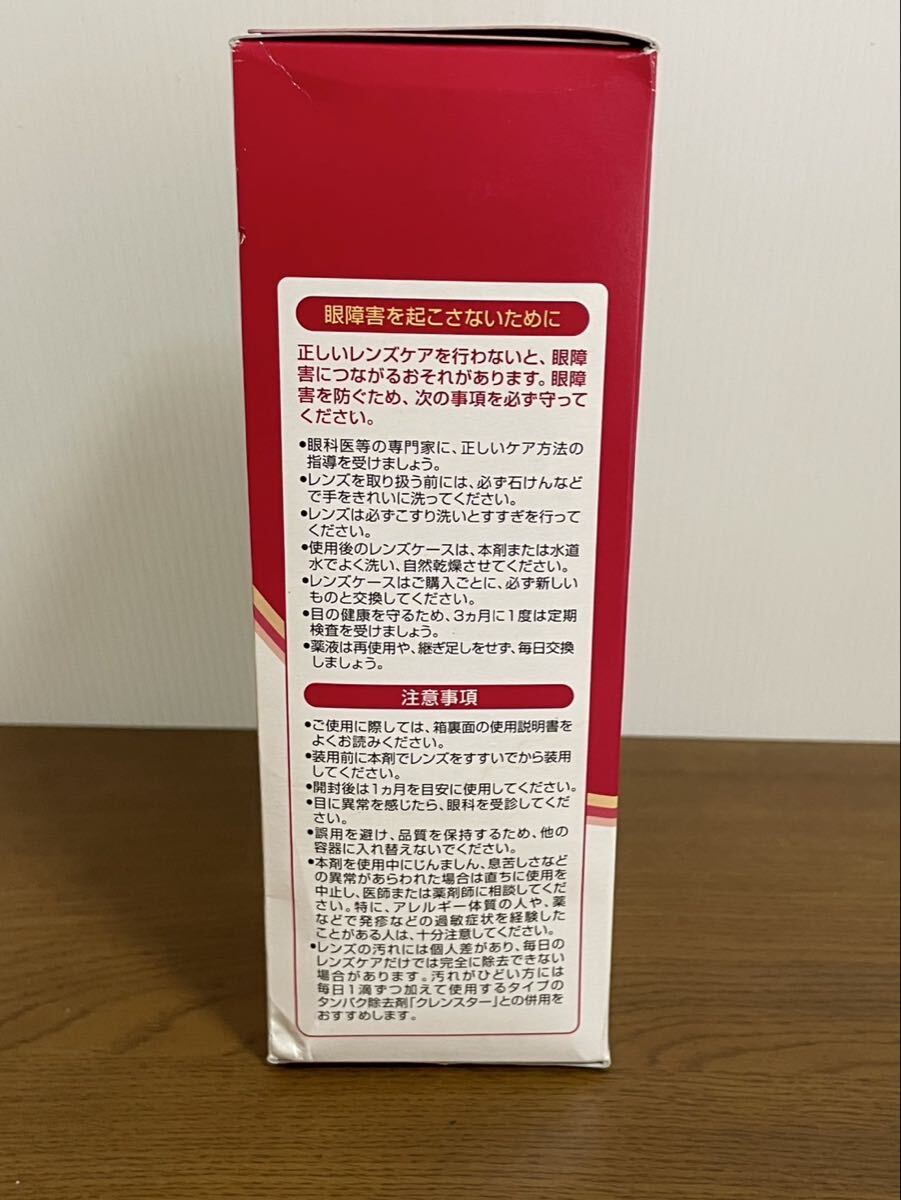 眼障害を起こさないために
正しいレンズケアを行わないと、眼障
害につながるおそれがあります。眼障
害を防ぐため、次の事項を必ず守って
ください。
●眼科医等の専門家に、正しいケア方法の
指導を受けましょう。
●レンズを取り扱う前には、必ず石けんなど
で手をきれいに洗ってください。
●レンズは必ずこすり洗いとすすぎを行って
ください。
●使用後のレンズケースは、本剤または水道
水でよく洗い、自然乾燥させてください。
●レンズケースはご購入ごとに、必ず新しい
ものと交換してください。
●目の健康を守るため、3ヵ月に1度は定期
検査を受けましょう。
●薬液は再使用や、継ぎ足しをせず、毎日交換
しましょう。
注意事項
●ご使用に際しては、箱裏面の使用説明書を
よくお読みください。
●装用前に本剤でレンズをすすいでから装用
してください。
●開封後は1ヵ月を目安に使用してください。
●目に異常を感じたら、眼科を受診してくだ
さい。
●誤用を避け、品質を保持するため、他の
容器に入れ替えないでください。
●本剤を使用中にじんましん、息苦しさなど
の異常があらわれた場合は直ちに使用を
中止し、医師または薬剤師に相談してくだ
さい。特に、アレルギー体質の人や、薬
などで発疹などの過敏症状を経験した
ことがある人は、十分注意してください。
●レンズの汚れには個人差があり、毎日の
レンズケアだけでは完全に除去できない
場合があります。汚れがひどい方には
毎日1滴ずつ加えて使用するタイプの
タンパク除去剤「クレンスター」との併用を
おすすめします。